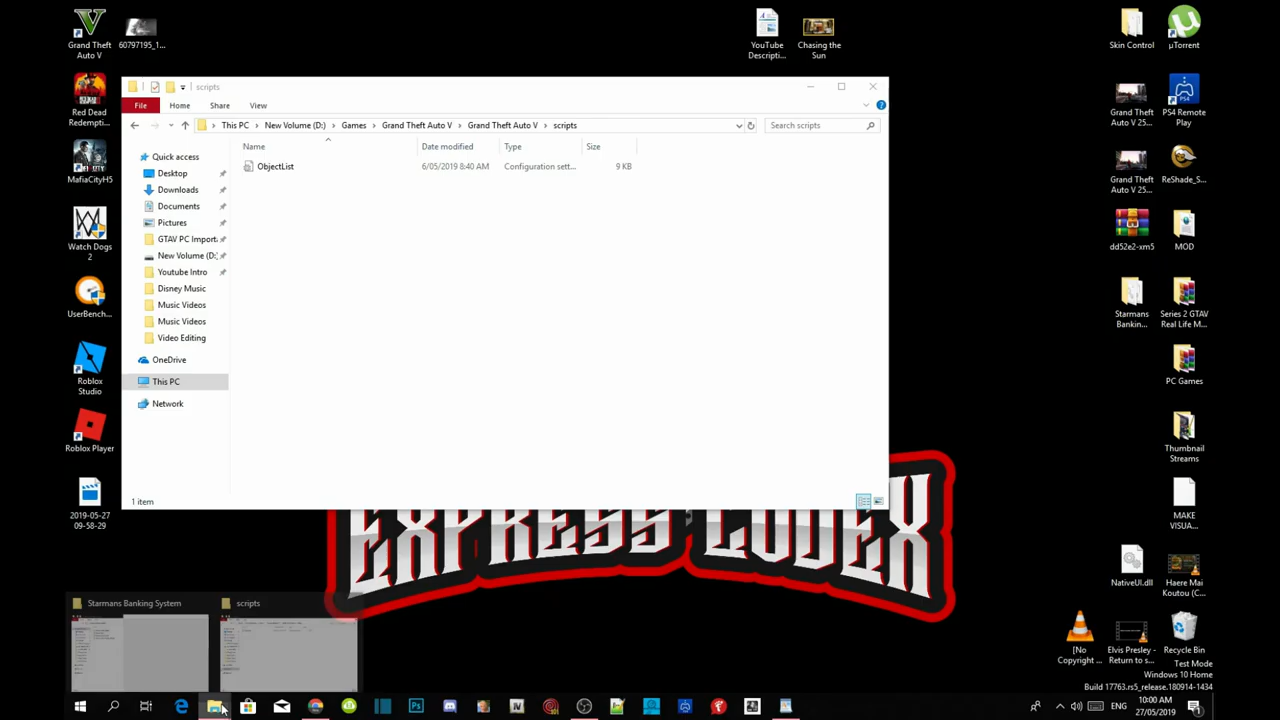 Grand Theft
Auto V
60797195_1...
YouTube
Descripti...
Chasing the
Sun
Skin Control
µTorrent
Red Dead
Redempti...
MafiaCityH5
Watch Dogs
2
UserBench...
Roblox
Studio
Roblox Player
2019-05-27
09-58-29
scripts
File
Home
Share
View
This PC
New Volume (D:)
Games
Grand Theft Auto V
Grand Theft Auto V
scripts
Search scripts
Name
Date modified
Type
Size
ObjectList
6/05/2019 8:40 AM
Configuration sett...
9 KB
Quick access
Desktop
Downloads
Documents
Pictures
GTAV PC Import
New Volume (D:
Youtube Intro
Disney Music
Music Videos
Music Videos
Video Editing
OneDrive
This PC
Network
1 item
Grand Theft
Auto V 25...
PS4 Remote
Play
Grand Theft
Auto V 25...
ReShade_S...
dd52e2-xm5
MOD
Starmans
Bankin...
Series 2 GTAV
Real Life M...
PC Games
Thumbnail
Streams
MAKE
VISUA...
NativeUI.dll
Haere Mai
Koutou (C...
[No
Copyright ...
Elvis Presley -
Return to s...
Recycle Bin
EXPRESS CODEX
Starmans Banking System
scripts
Test Mode
Windows 10 Home
Build 17763.rs5_release.180914-1434
ENG
10:00 AM
27/05/2019